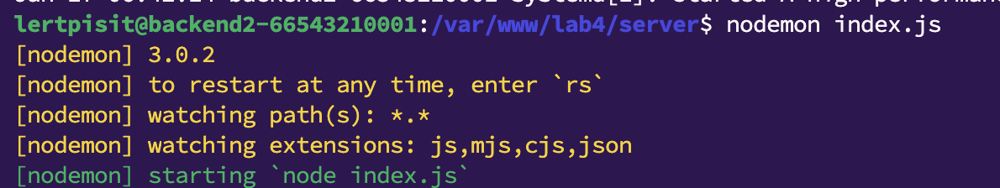 lertpisit@backend2-66543210001:/var/www/lab4/server$ nodemon index.js
[nodemon] 3.0.2
[nodemon] to restart at any time, enter `rs`
[nodemon] watching path(s): *.*
[nodemon] watching extensions: js,mjs,cjs,json
[nodemon] starting `node index.js`